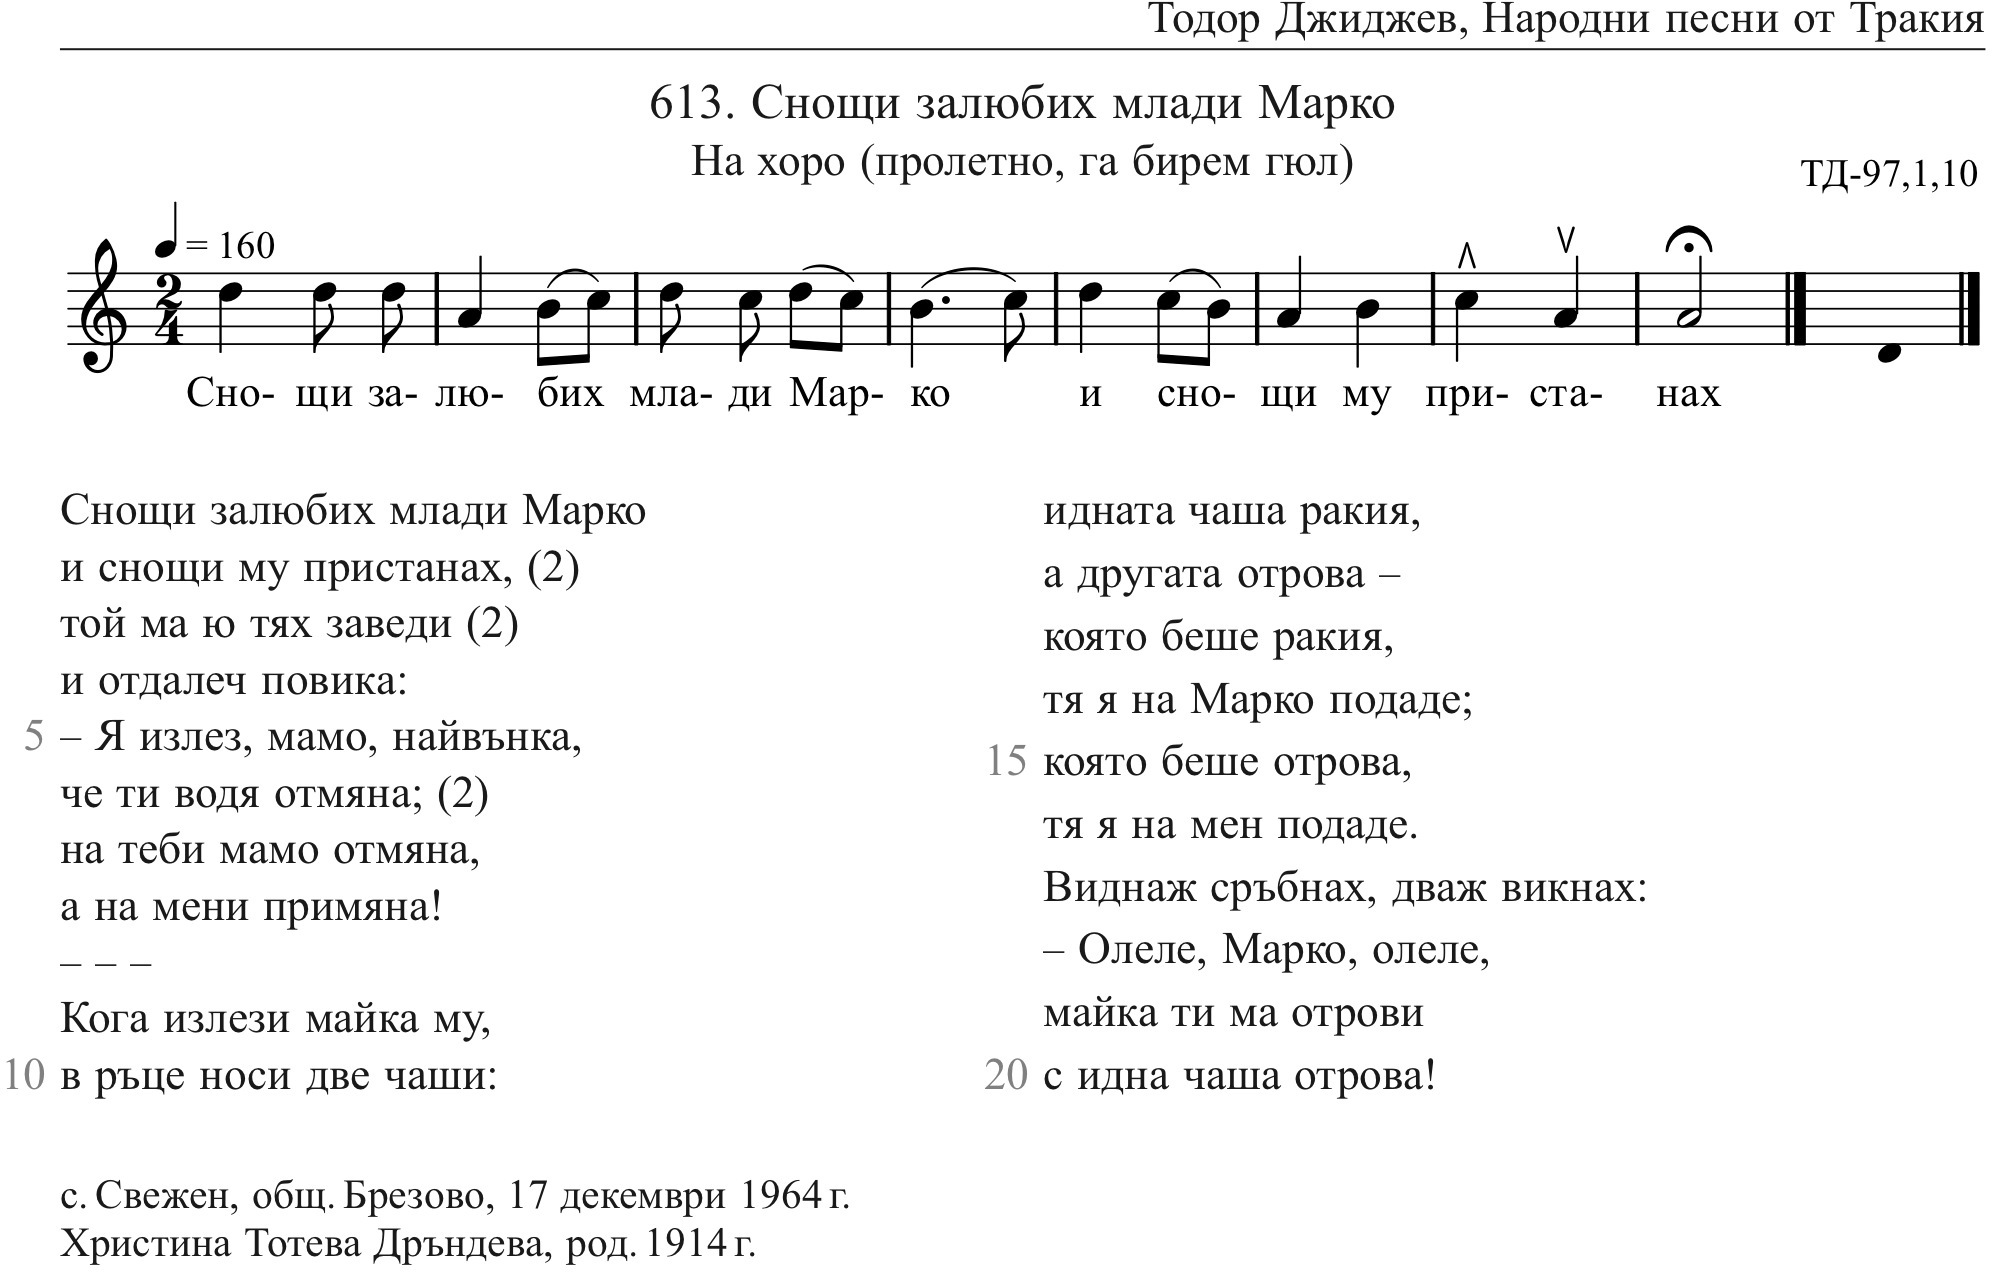 Тодор Джиджев, Народни песни от Тракия
613. Снощи залюбих млади Марко
На хоро (пролетно, га бирем гюл)
ТД-97,1,10
= 160
2
4
Сно- щи за- лю- бих мла- ди Мар- ко и сно- щи му при- ста- нах
Снощи залюбих млади Марко
и снощи му пристанах, (2)
той ма ю тях заведи (2)
и отдалеч повика:
5 – Я излез, мамо, найвънка,
че ти водя отмяна; (2)
на теби мамо отмяна,
а на мени примяна!
– – –
Кога излези майка му,
10 в ръце носи две чаши:
идната чаша ракия,
а другата отрова –
която беше ракия,
тя я на Марко подаде;
15 която беше отрова,
тя я на мен подаде.
Виднаж сръбнах, дваж викнах:
– Олеле, Марко, олеле,
майка ти ма отрови
20 с идна чаша отрова!
с. Свежен, общ. Брезово, 17 декември 1964 г.
Христина Тотева Дръндева, род. 1914 г.